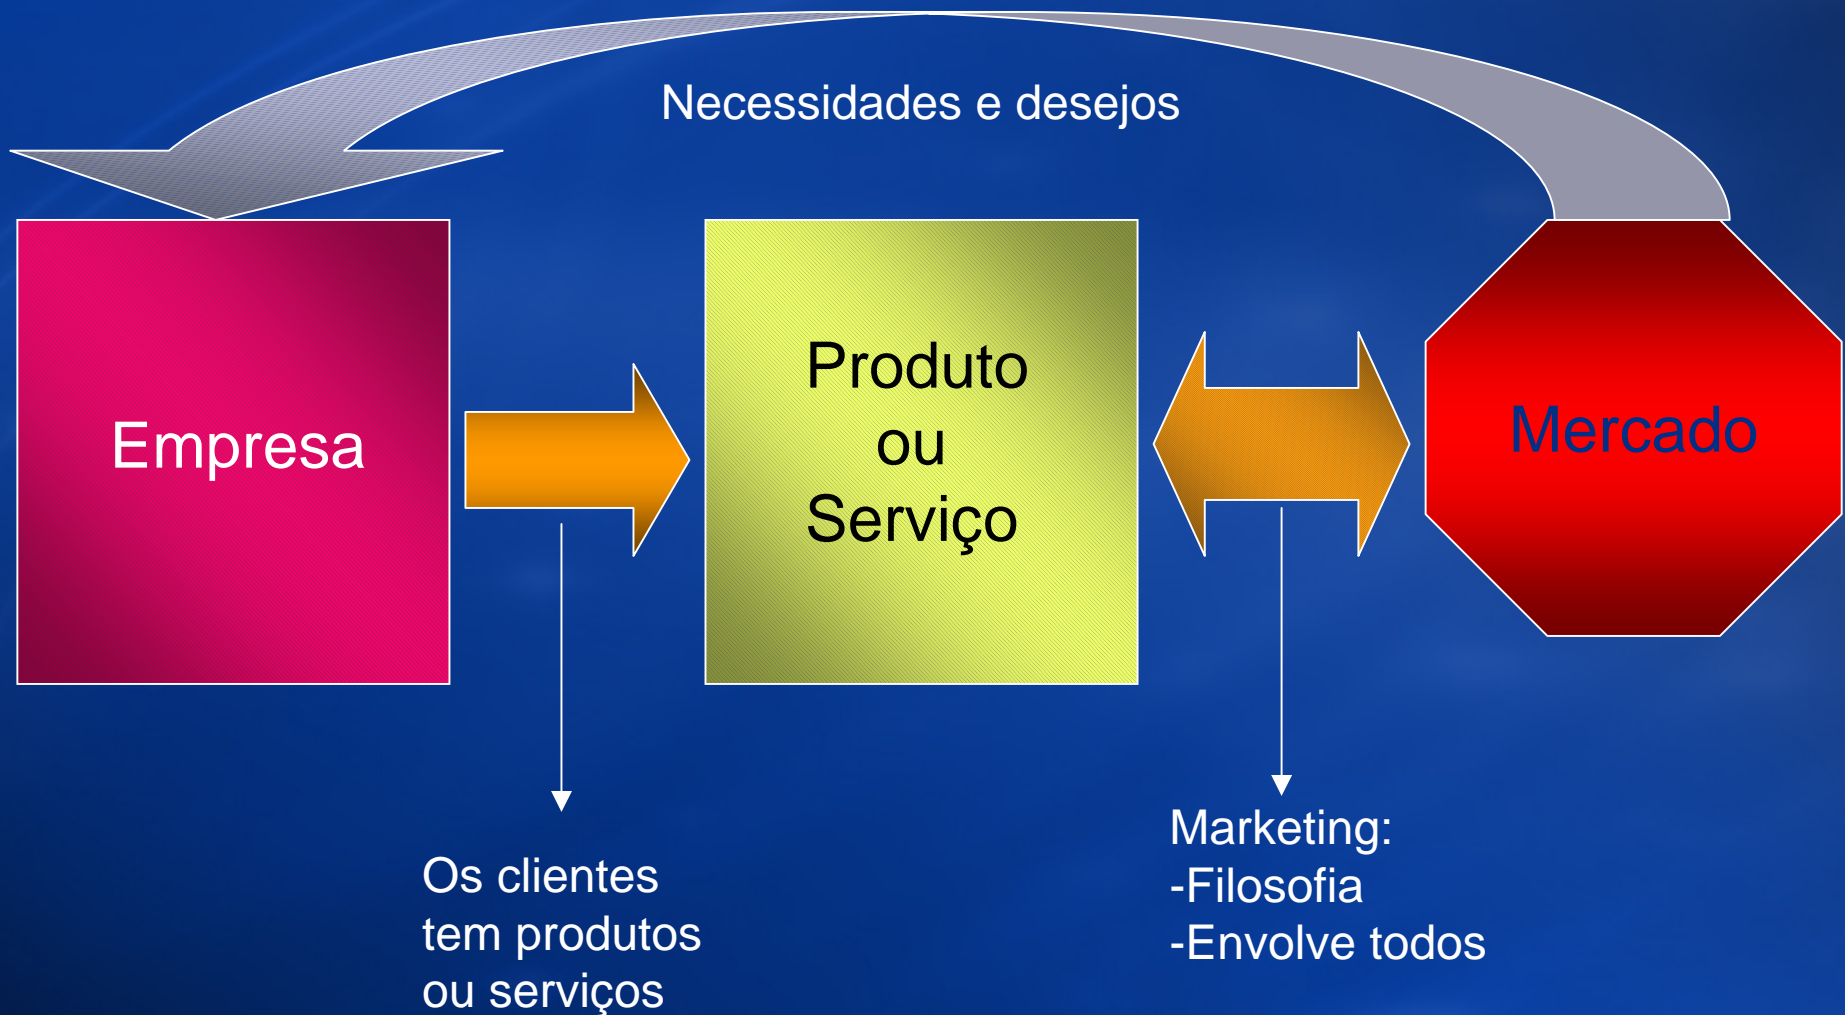 Necessidades e desejos
Empresa
Produto
ou
Serviço
Mercado
Os clientes
tem produtos
ou serviços
Marketing:
-Filosofia
-Envolve todos